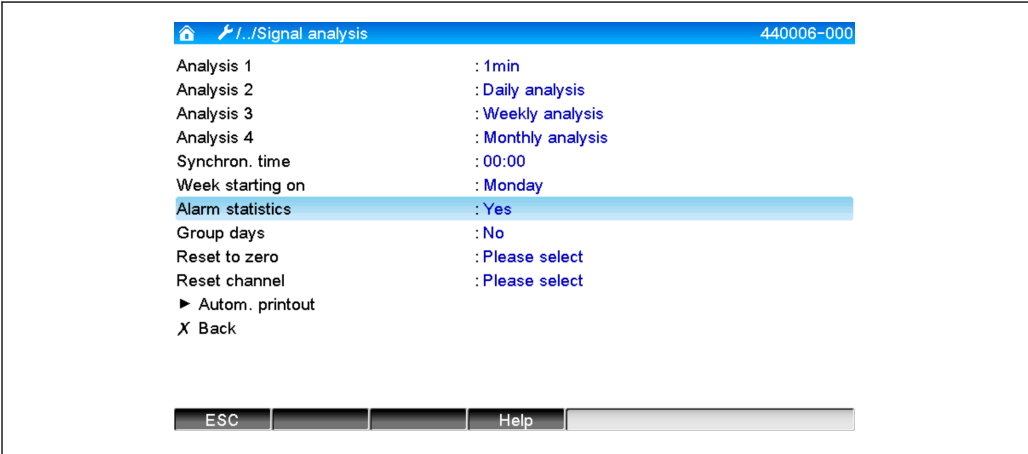 /../Signal analysis 440006-000
Analysis 1 : 1min
Analysis 2 : Daily analysis
Analysis 3 : Weekly analysis
Analysis 4 : Monthly analysis
Synchron. time : 00:00
Week starting on : Monday
Alarm statistics : Yes
Group days : No
Reset to zero : Please select
Reset channel : Please select
► Autom. printout
X Back
ESC Help